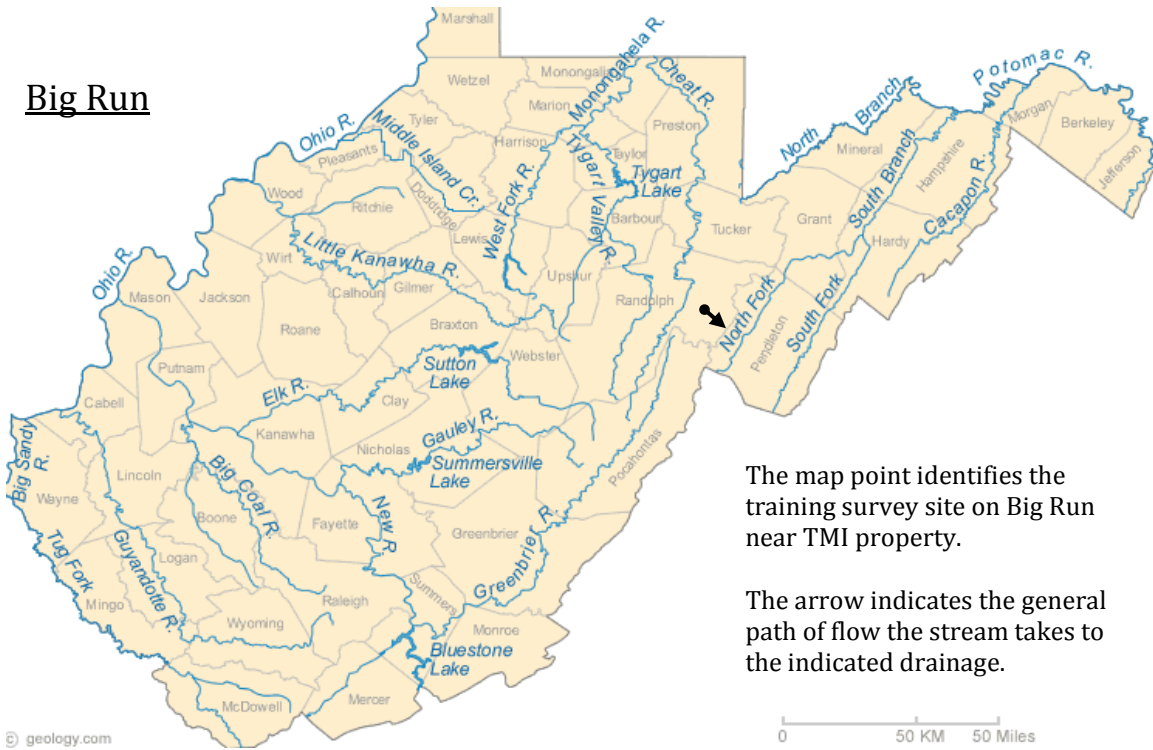 Big Run
Marshall
Wetzel
Monongalia
Monongahela R.
Cheat R.
Marion
Preston
Tyler
Middle Island Cr.
Harrison
Ohio R.
Pleasants
Taylor
Tygart Valley R.
Tygart
Lake
Wood
Ritchie
Doddridge
West Fork R.
Barbour
Tucker
North Branch
Potomac R.
Morgan
Berkeley
Jefferson
Mineral
Hampshire
South Branch
Grant
Cacapon R.
Hardy
Lewis
Little Kanawha R.
Wirt
Upshur
Ohio R.
Mason
Jackson
Calhoun
Gilmer
Randolph
Roane
Braxton
North Fork
South Fork
Pendleton
Webster
Putnam
Sutton
Lake
Cabell
Elk R.
Clay
Kanawha
Nicholas
Gauley R.
Summersville
Lake
Pocahontas
Big Sandy
R.
Lincoln
Big Coal R.
Wayne
Boone
Fayette
New R.
Greenbrier
Greenbrier R.
Tug Fork
Guyandotte R.
Logan
Mingo
Raleigh
Summers
Wyoming
Monroe
Bluestone
Lake
Mercer
McDowell
The map point identifies the
training survey site on Big Run
near TMI property.
The arrow indicates the general
path of flow the stream takes to
the indicated drainage.
0 50 KM 50 Miles
© geology.com